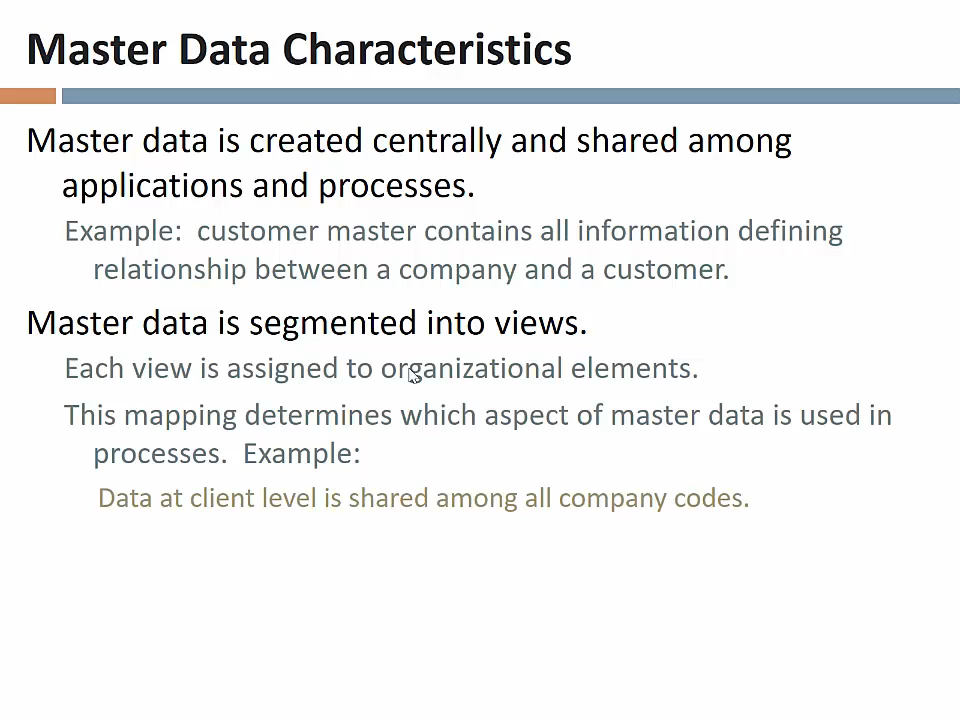 Master Data Characteristics
Master data is created centrally and shared among
applications and processes.
Example:  customer master contains all information defining
relationship between a company and a customer.
Master data is segmented into views.
Each view is assigned to organizational elements.
This mapping determines which aspect of master data is used in
processes.  Example:
Data at client level is shared among all company codes.